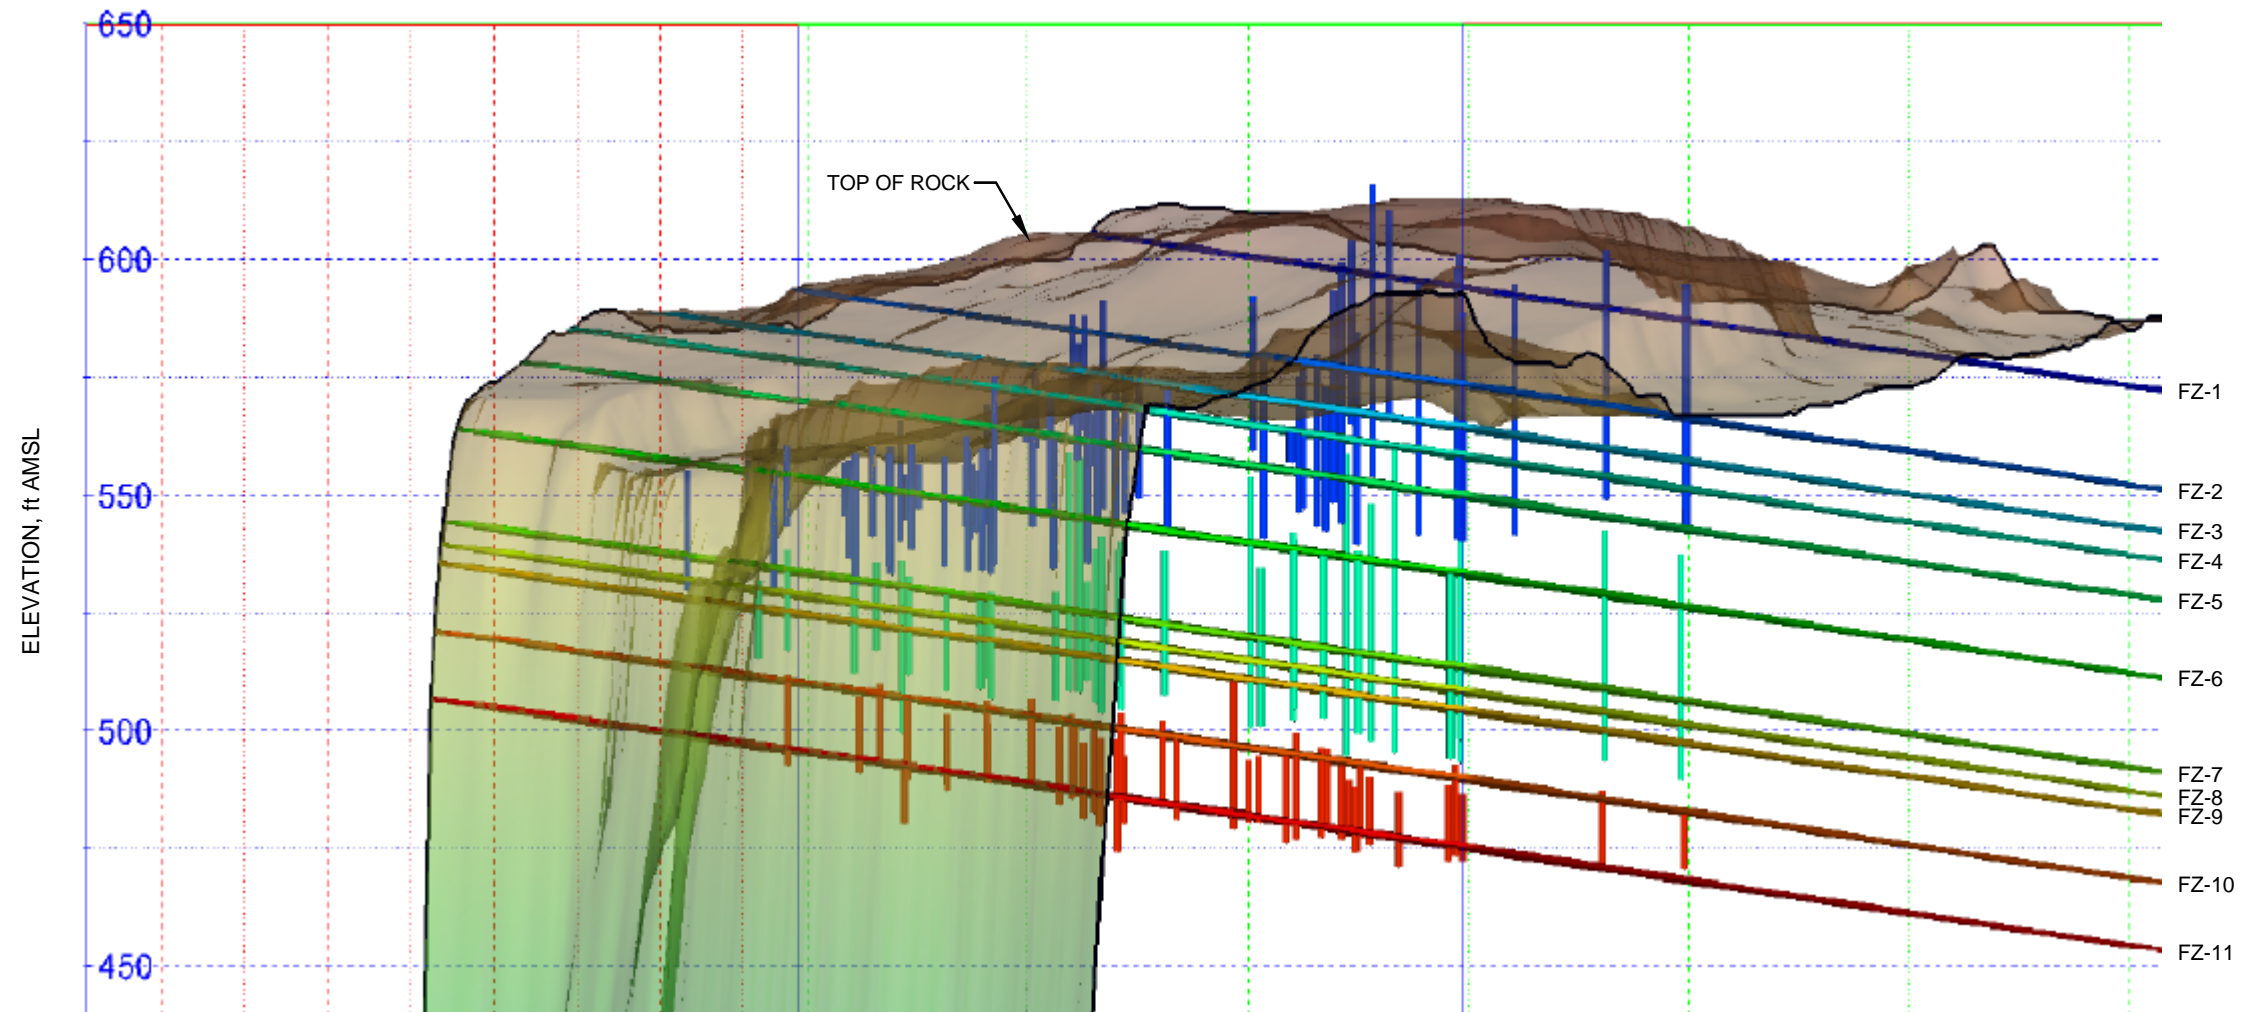 650
TOP OF ROCK
600
FZ-1
ELEVATION, ft AMSL
550
FZ-2
FZ-3
FZ-4
FZ-5
FZ-6
500
FZ-7
FZ-8
FZ-9
FZ-10
450
FZ-11